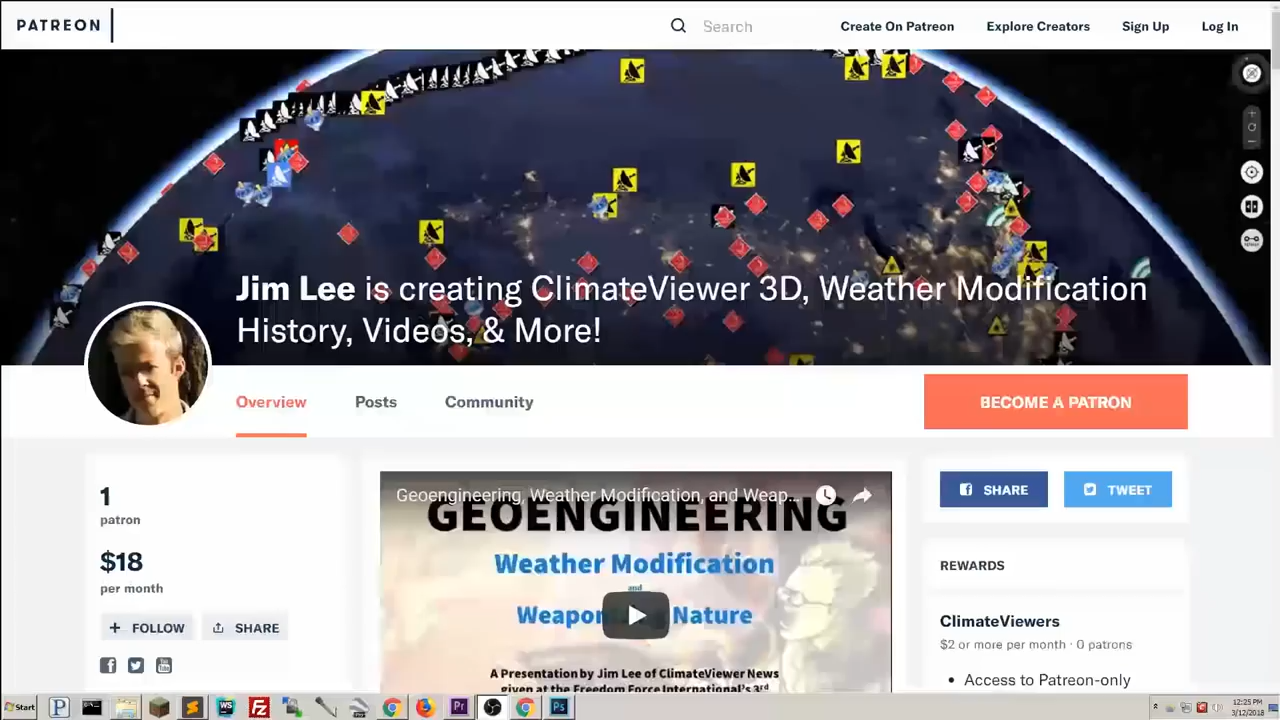 PATREON
Search
Create On Patreon
Explore Creators
Sign Up
Log In
Jim Lee is creating ClimateViewer 3D, Weather Modification
History, Videos, & More!
Overview
Posts
Community
BECOME A PATRON
1
patron
$18
per month
FOLLOW
SHARE
Geoengineering, Weather Modification, and Weap...
GEOENGINEERING
Weather Modification
and
Nature
A Presentation by Jim Lee of ClimateViewer News
given at the Freedom Force International's 3rd
SHARE
TWEET
REWARDS
ClimateViewers
$2 or more per month · 0 patrons
• Access to Patreon-only
Start
12:25 PM
3/12/2018